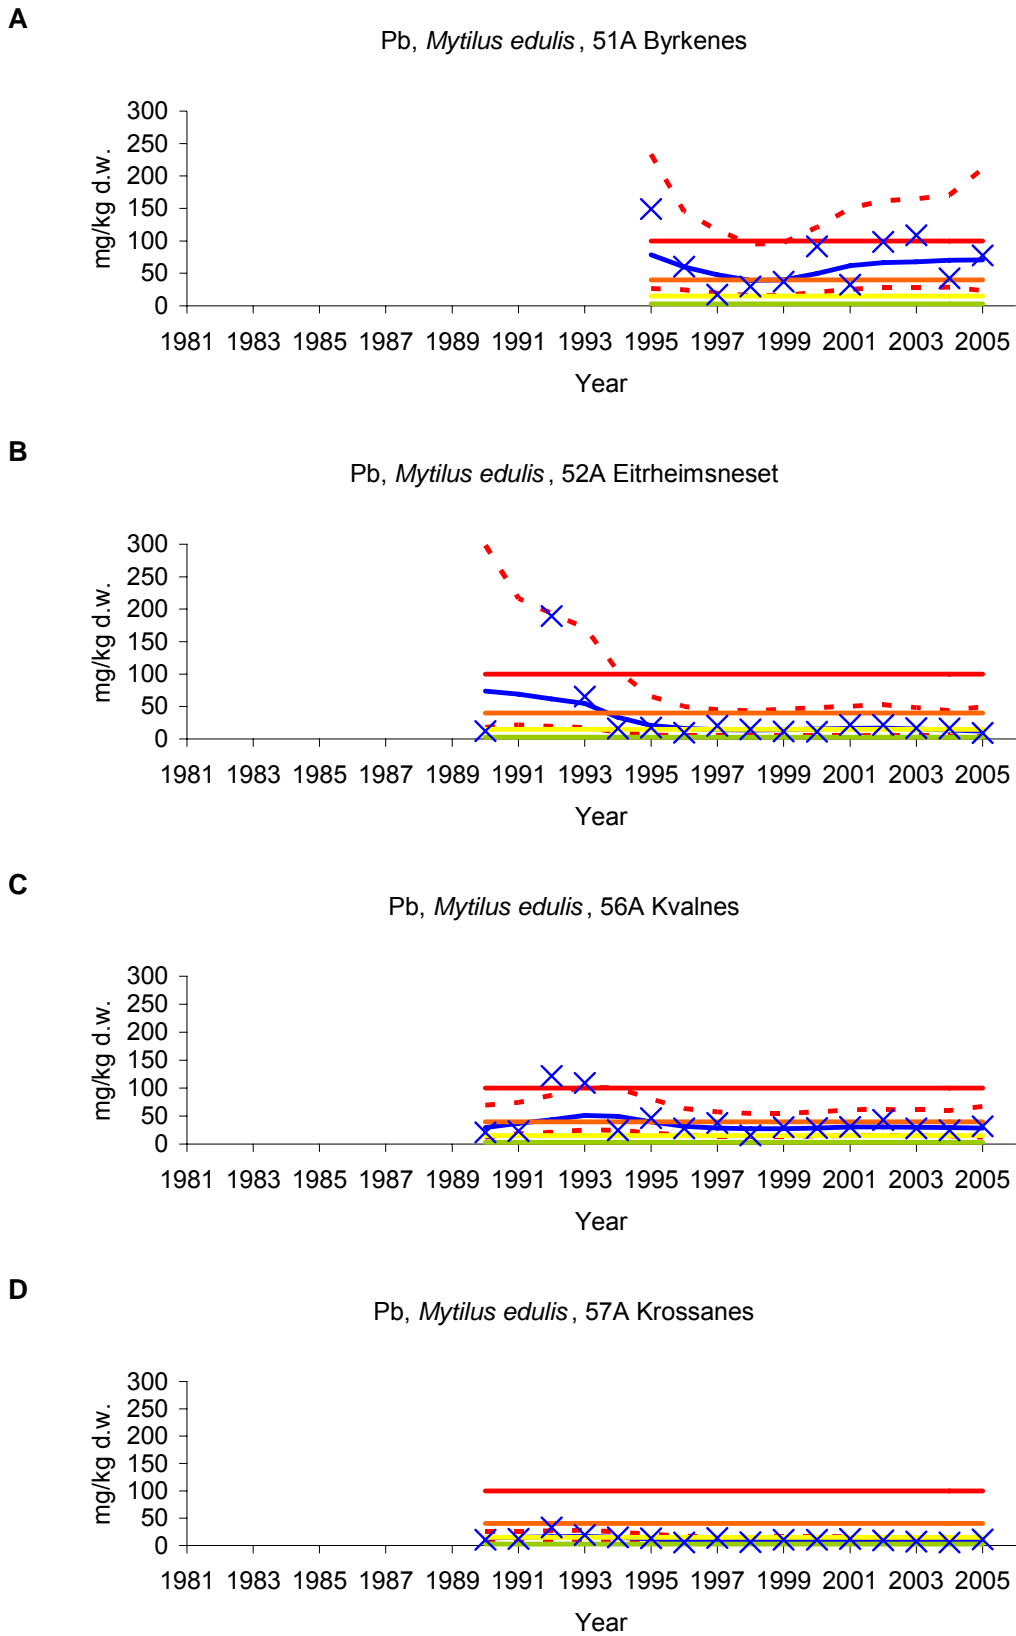 A
Pb, Mytilus edulis, 51A Byrkenes
300
250
200
150
100
50
0
mg/kg d.w.
1981 1983 1985 1987 1989 1991 1993 1995 1997 1999 2001 2003 2005
Year
B
Pb, Mytilus edulis, 52A Eitrheimsneset
300
250
200
150
100
50
0
mg/kg d.w.
1981 1983 1985 1987 1989 1991 1993 1995 1997 1999 2001 2003 2005
Year
C
Pb, Mytilus edulis, 56A Kvalnes
300
250
200
150
100
50
0
mg/kg d.w.
1981 1983 1985 1987 1989 1991 1993 1995 1997 1999 2001 2003 2005
Year
D
Pb, Mytilus edulis, 57A Krossanes
300
250
200
150
100
50
0
mg/kg d.w.
1981 1983 1985 1987 1989 1991 1993 1995 1997 1999 2001 2003 2005
Year